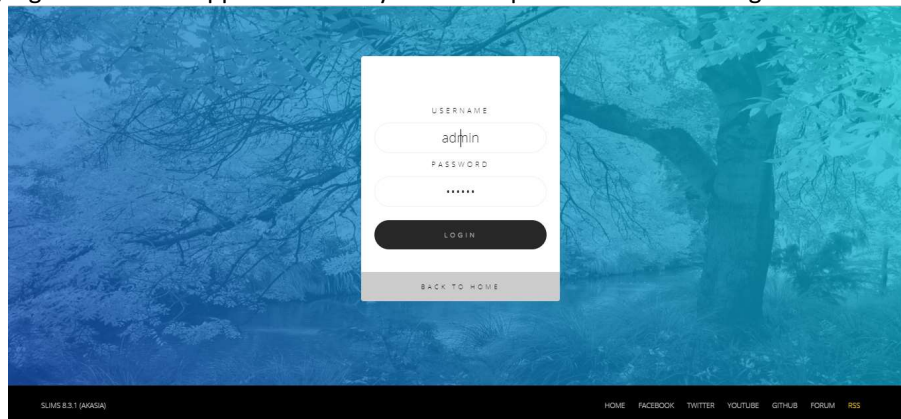 USERNAME
admin
PASSWORD
••••••
LOGIN
BACK TO HOME
SLIMS 8.3.1 (AKASIA)
HOME FACEBOOK TWITTER YOUTUBE GITHUB FORUM RSS